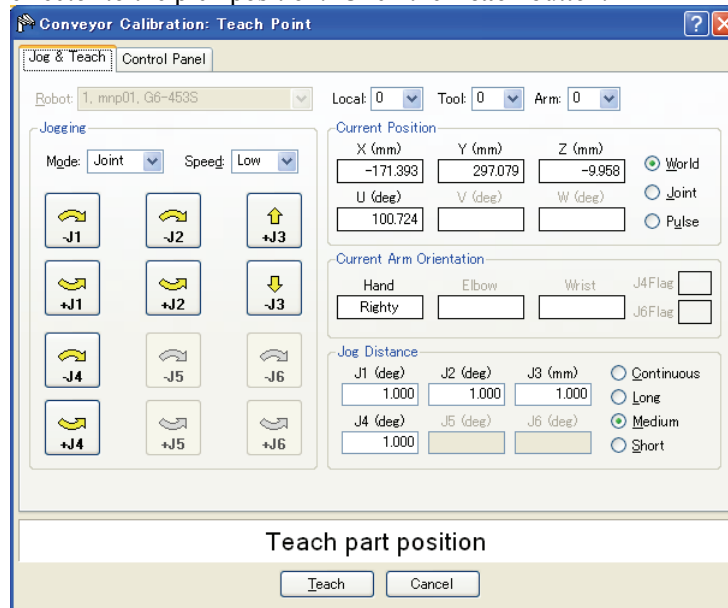 Conveyor Calibration: Teach Point
Jog & Teach Control Panel
Robot: 1, mnp01, G6-453S Local: 0 Tool: 0 Arm: 0
Jogging
Mode: Joint Speed: Low
-J1 -J2 +J3
+J1 +J2 -J3
-J4 -J5 -J6
+J4 +J5 +J6
Current Position
X (mm) Y (mm) Z (mm)
-171.393 297.079 -9.958 World
U (deg) V (deg) W (deg) Joint
100.724 Pulse
Current Arm Orientation
Hand Elbow Wrist J4Flag
Righty J6Flag
Jog Distance
J1 (deg) J2 (deg) J3 (mm) Continuous
1.000 1.000 1.000 Long
J4 (deg) J5 (deg) J6 (deg) Medium
1.000 Short
Teach part position
Teach Cancel